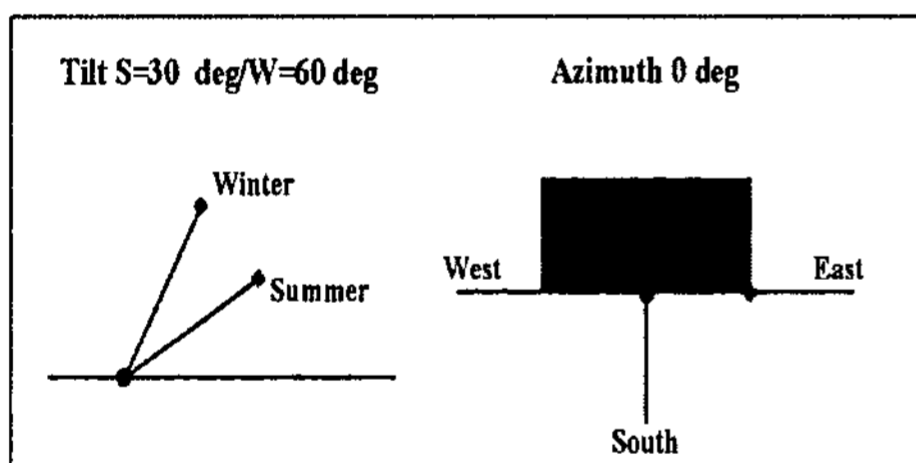 Tilt S=30 deg/W=60 deg
Azimuth 0 deg
Winter
Summer
West
East
South